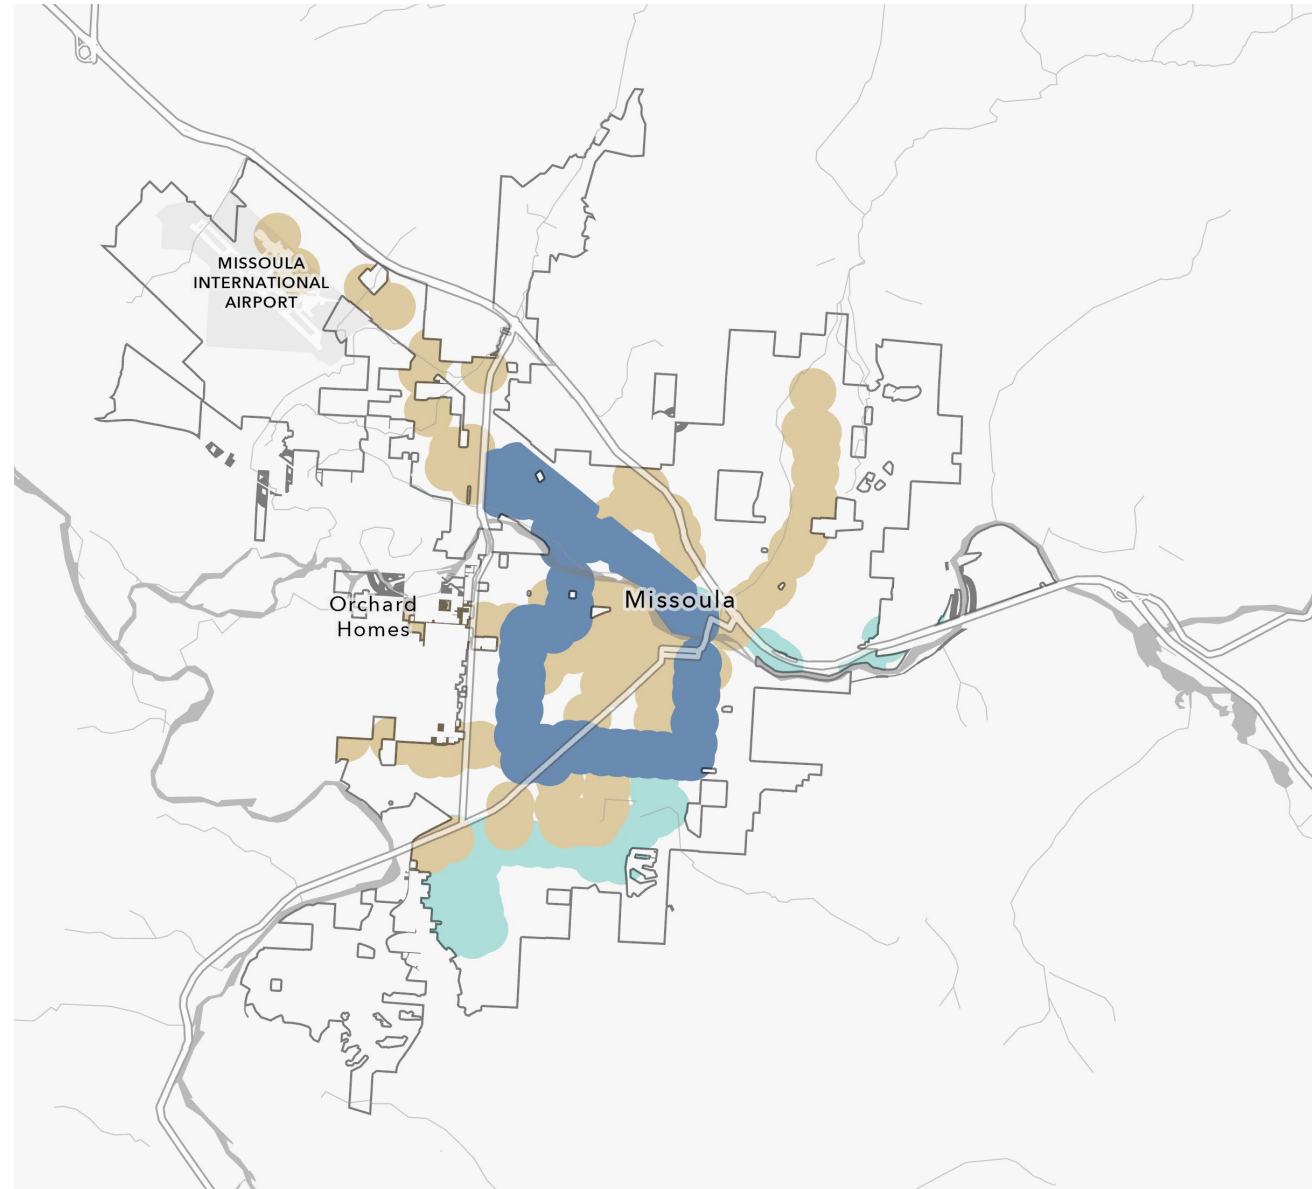 MISSOULA
INTERNATIONAL
AIRPORT
Orchard
Homes
Missoula